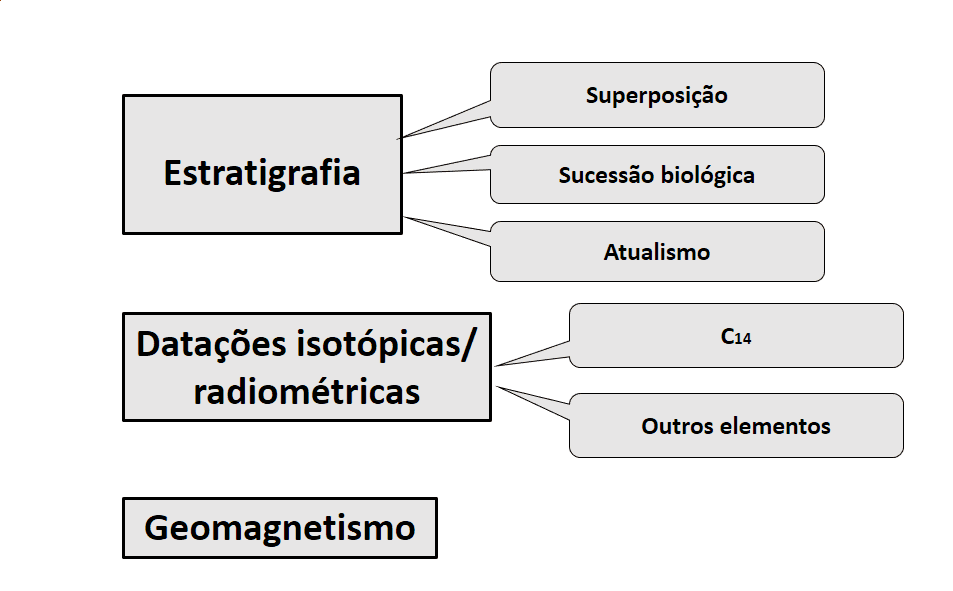 Estratigrafia
Superposição
Sucessão biológica
Atualismo
Datações isotópicas/
radiométricas
C₁₄
Outros elementos
Geomagnetismo